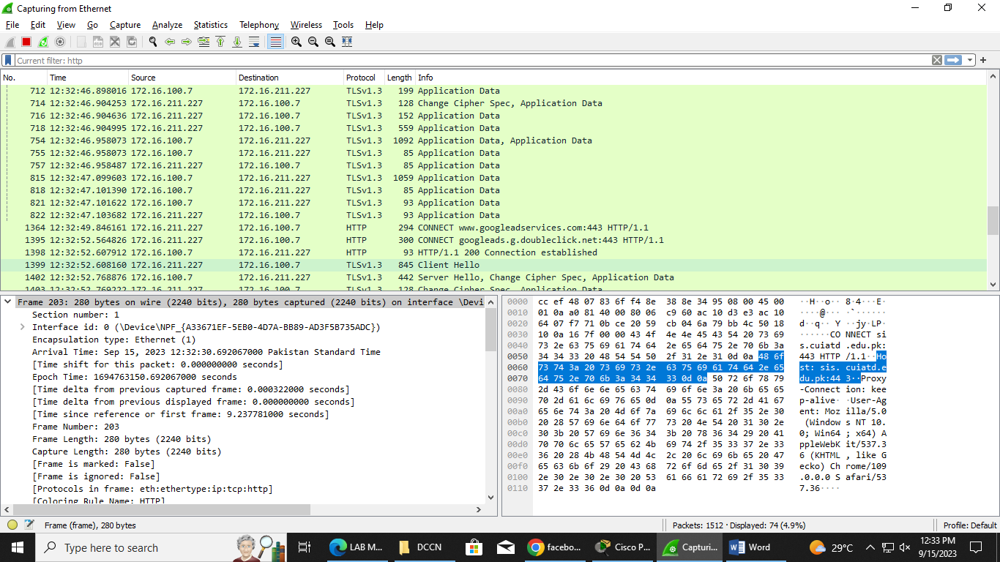 Capturing from Ethernet
File Edit View Go Capture Analyze Statistics Telephony Wireless Tools Help
Current filter: http
No. Time Source Destination Protocol Length Info
712 12:32:46.898016 172.16.100.7 172.16.211.227 TLSv1.3 199 Application Data
714 12:32:46.904253 172.16.211.227 172.16.100.7 TLSv1.3 128 Change Cipher Spec, Application Data
716 12:32:46.904636 172.16.211.227 172.16.100.7 TLSv1.3 152 Application Data
718 12:32:46.904995 172.16.211.227 172.16.100.7 TLSv1.3 559 Application Data
754 12:32:46.958073 172.16.100.7 172.16.211.227 TLSv1.3 1092 Application Data, Application Data
755 12:32:46.958073 172.16.100.7 172.16.211.227 TLSv1.3 85 Application Data
757 12:32:46.958487 172.16.211.227 172.16.100.7 TLSv1.3 85 Application Data
815 12:32:47.099603 172.16.100.7 172.16.211.227 TLSv1.3 1059 Application Data
818 12:32:47.101390 172.16.100.7 172.16.211.227 TLSv1.3 85 Application Data
821 12:32:47.101622 172.16.100.7 172.16.211.227 TLSv1.3 93 Application Data
822 12:32:47.103682 172.16.211.227 172.16.100.7 TLSv1.3 93 Application Data
1364 12:32:49.846161 172.16.211.227 172.16.100.7 HTTP 294 CONNECT www.googleadservices.com:443 HTTP/1.1
1395 12:32:52.564826 172.16.211.227 172.16.100.7 HTTP 300 CONNECT googleads.g.doubleclick.net:443 HTTP/1.1
1398 12:32:52.607912 172.16.100.7 172.16.211.227 HTTP 93 HTTP/1.1 200 Connection established
1399 12:32:52.608160 172.16.211.227 172.16.100.7 TLSv1.3 845 Client Hello
1402 12:32:52.768876 172.16.100.7 172.16.211.227 TLSv1.3 442 Server Hello, Change Cipher Spec, Application Data
1403 12:32:52.769222 172.16.211.227 172.16.100.7 TLSv1.3 128 Change Cipher Spec, Application Data
Frame 203: 280 bytes on wire (2240 bits), 280 bytes captured (2240 bits) on interface \Devi
Section number: 1
Interface id: 0 (\Device\NPF_{A33671EF-5EB0-4D7A-BB89-AD3F5B735ADC})
Encapsulation type: Ethernet (1)
Arrival Time: Sep 15, 2023 12:32:30.692067000 Pakistan Standard Time
[Time shift for this packet: 0.000000000 seconds]
Epoch Time: 1694763150.692067000 seconds
[Time delta from previous captured frame: 0.000322000 seconds]
[Time delta from previous displayed frame: 0.000000000 seconds]
[Time since reference or first frame: 9.237781000 seconds]
Frame Number: 203
Frame Length: 280 bytes (2240 bits)
Capture Length: 280 bytes (2240 bits)
[Frame is marked: False]
[Frame is ignored: False]
[Protocols in frame: eth:ethertype:ip:tcp:http]
[Coloring Rule Name: HTTP]
0000 cc ef 48 07 83 6f f4 8e 38 8e 34 95 08 00 45 00 ··H··o·· 8·4···E·
0010 01 0a a0 81 40 00 80 06 c9 60 ac 10 d3 e3 ac 10 ····@··· ·`······
0020 64 07 f7 71 0b ce 20 59 cb 04 6a 79 bb 4c 50 18 d··q·· Y ··jy·LP·
0030 10 0a 16 7f 00 00 43 4f 4e 4e 45 43 54 20 73 69 ······CO NNECT si
0040 73 2e 63 75 69 61 74 64 2e 65 64 75 2e 70 6b 3a s.cuiatd .edu.pk:
0050 34 34 33 20 48 54 54 50 2f 31 2e 31 0d 0a 48 6f 443 HTTP /1.1··Ho
0060 73 74 3a 20 73 69 73 2e 63 75 69 61 74 64 2e 65 st: sis. cuiatd.e
0070 64 75 2e 70 6b 3a 34 34 33 0d 0a 50 72 6f 78 79 du.pk:44 3··Proxy
0080 2d 43 6f 6e 6e 65 63 74 69 6f 6e 3a 20 6b 65 65 -Connect ion: kee
0090 70 2d 61 6c 69 76 65 0d 0a 55 73 65 72 2d 41 67 p-alive· ·User-Ag
00a0 65 6e 74 3a 20 4d 6f 7a 69 6c 6c 61 2f 35 2e 30 ent: Moz illa/5.0
00b0 20 28 57 69 6e 64 6f 77 73 20 4e 54 20 31 30 2e (Window s NT 10.
00c0 30 3b 20 57 69 6e 36 34 3b 20 78 36 34 29 20 41 0; Win64 ; x64) A
00d0 70 70 6c 65 57 65 62 4b 69 74 2f 35 33 37 2e 33 ppleWebK it/537.3
00e0 36 20 28 4b 48 54 4d 4c 2c 20 6c 69 6b 65 20 47 6 (KHTML , like G
00f0 65 63 6b 6f 29 20 43 68 72 6f 6d 65 2f 31 30 39 ecko) Ch rome/109
0100 2e 30 2e 30 2e 30 20 53 61 66 61 72 69 2f 35 33 .0.0.0 S afari/53
0110 37 2e 33 36 0d 0a 0d 0a 7.36····
Frame (frame), 280 bytes
Packets: 1512 · Displayed: 74 (4.9%)
Profile: Default
Type here to search
LAB M...
DCCN
facebo...
Cisco P...
Capturi...
Word
29°C
12:33 PM
9/15/2023